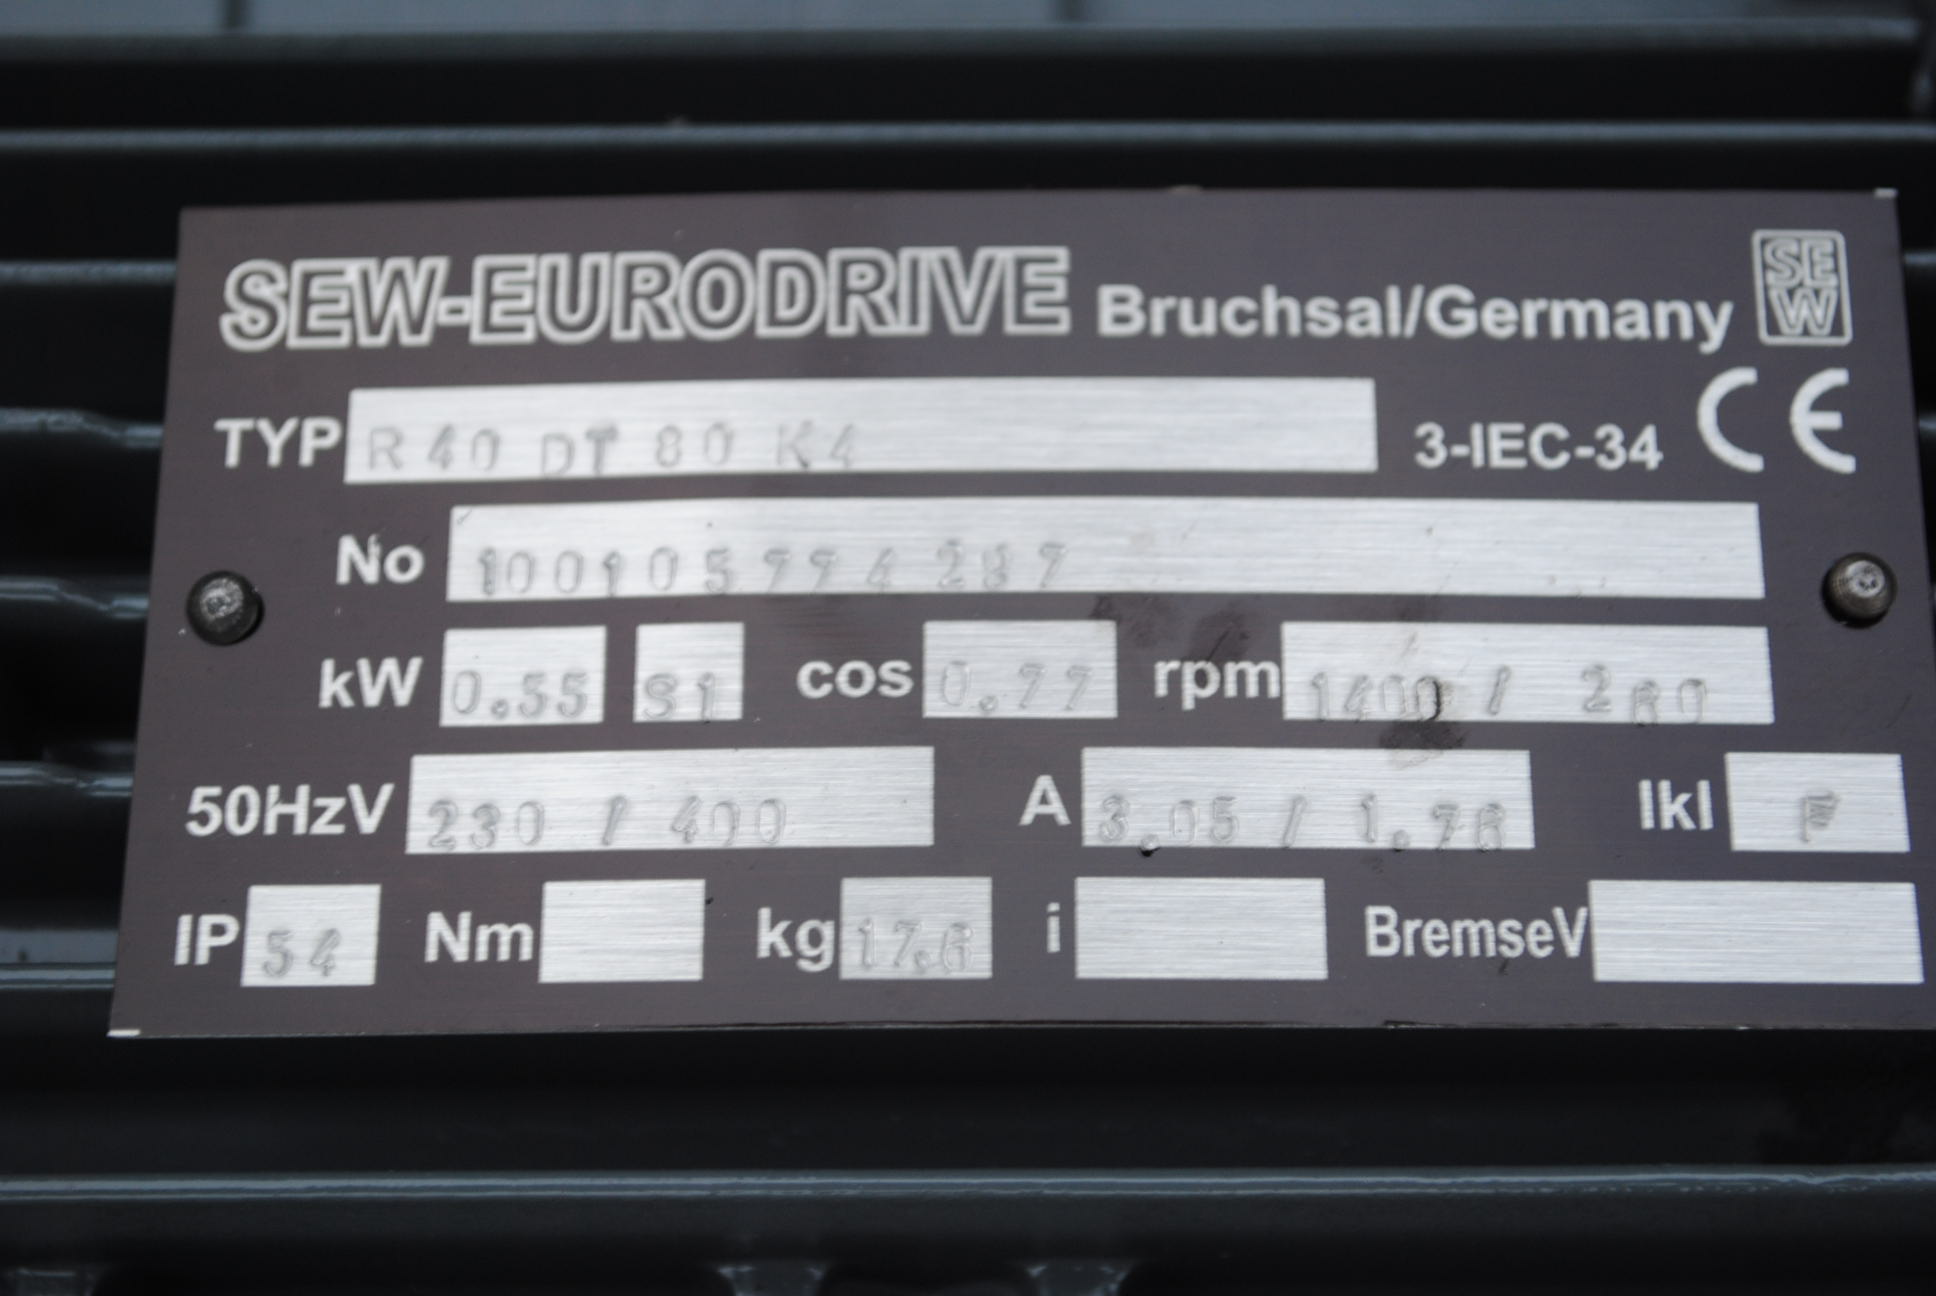 SEW-EURODRIVE Bruchsal/Germany SEW
TYP R 40 DT 80 K4 3-IEC-34 CE
No
kW 0.55 S1 cos 0.77 rpm 1400 / 280
50HzV 230 / 400 A 3.05 / 1.76 Ikl F
IP 54 Nm kg 17.6 i BremseV